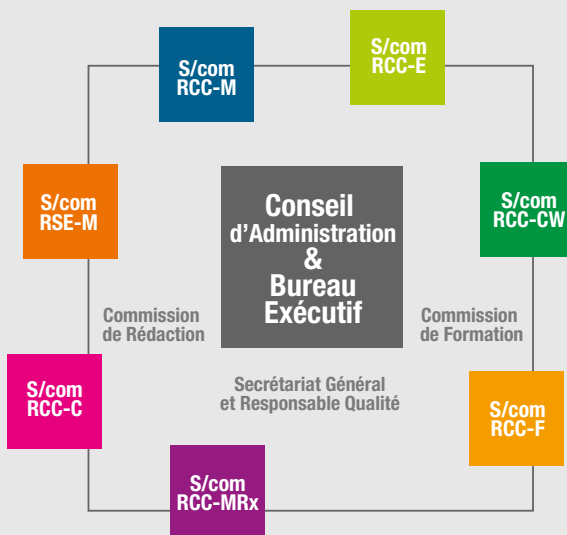 S/com
RCC-E
S/com
RCC-M
S/com
RSE-M
Conseil
d'Administration
&
Bureau
Exécutif
S/com
RCC-CW
Commission
de Rédaction
Commission
de Formation
S/com
RCC-C
Secrétariat Général
et Responsable Qualité
S/com
RCC-F
S/com
RCC-MRx